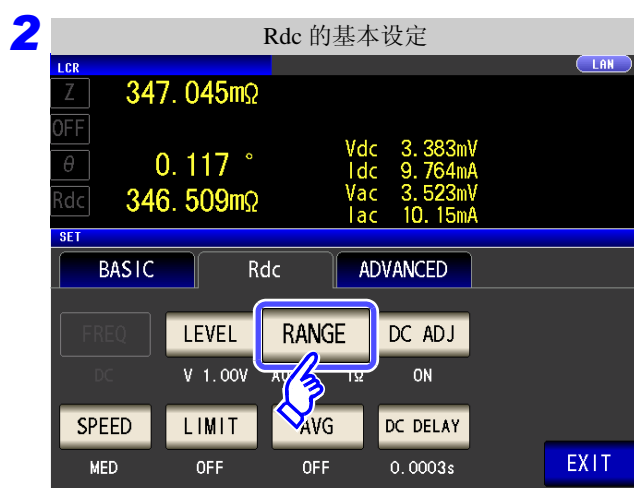 2
Rdc 的基本设定
LCR LAN
Z 347.045mΩ
OFF
θ 0.117 ° Vdc 3.383mV
Idc 9.764mA
Rdc 346.509mΩ Vac 3.523mV
Iac 10.15mA
SET
BASIC Rdc ADVANCED
FREQ LEVEL RANGE DC ADJ
DC V 1.00V 1Ω ON
SPEED LIMIT AVG DC DELAY
MED OFF OFF 0.0003s
EXIT